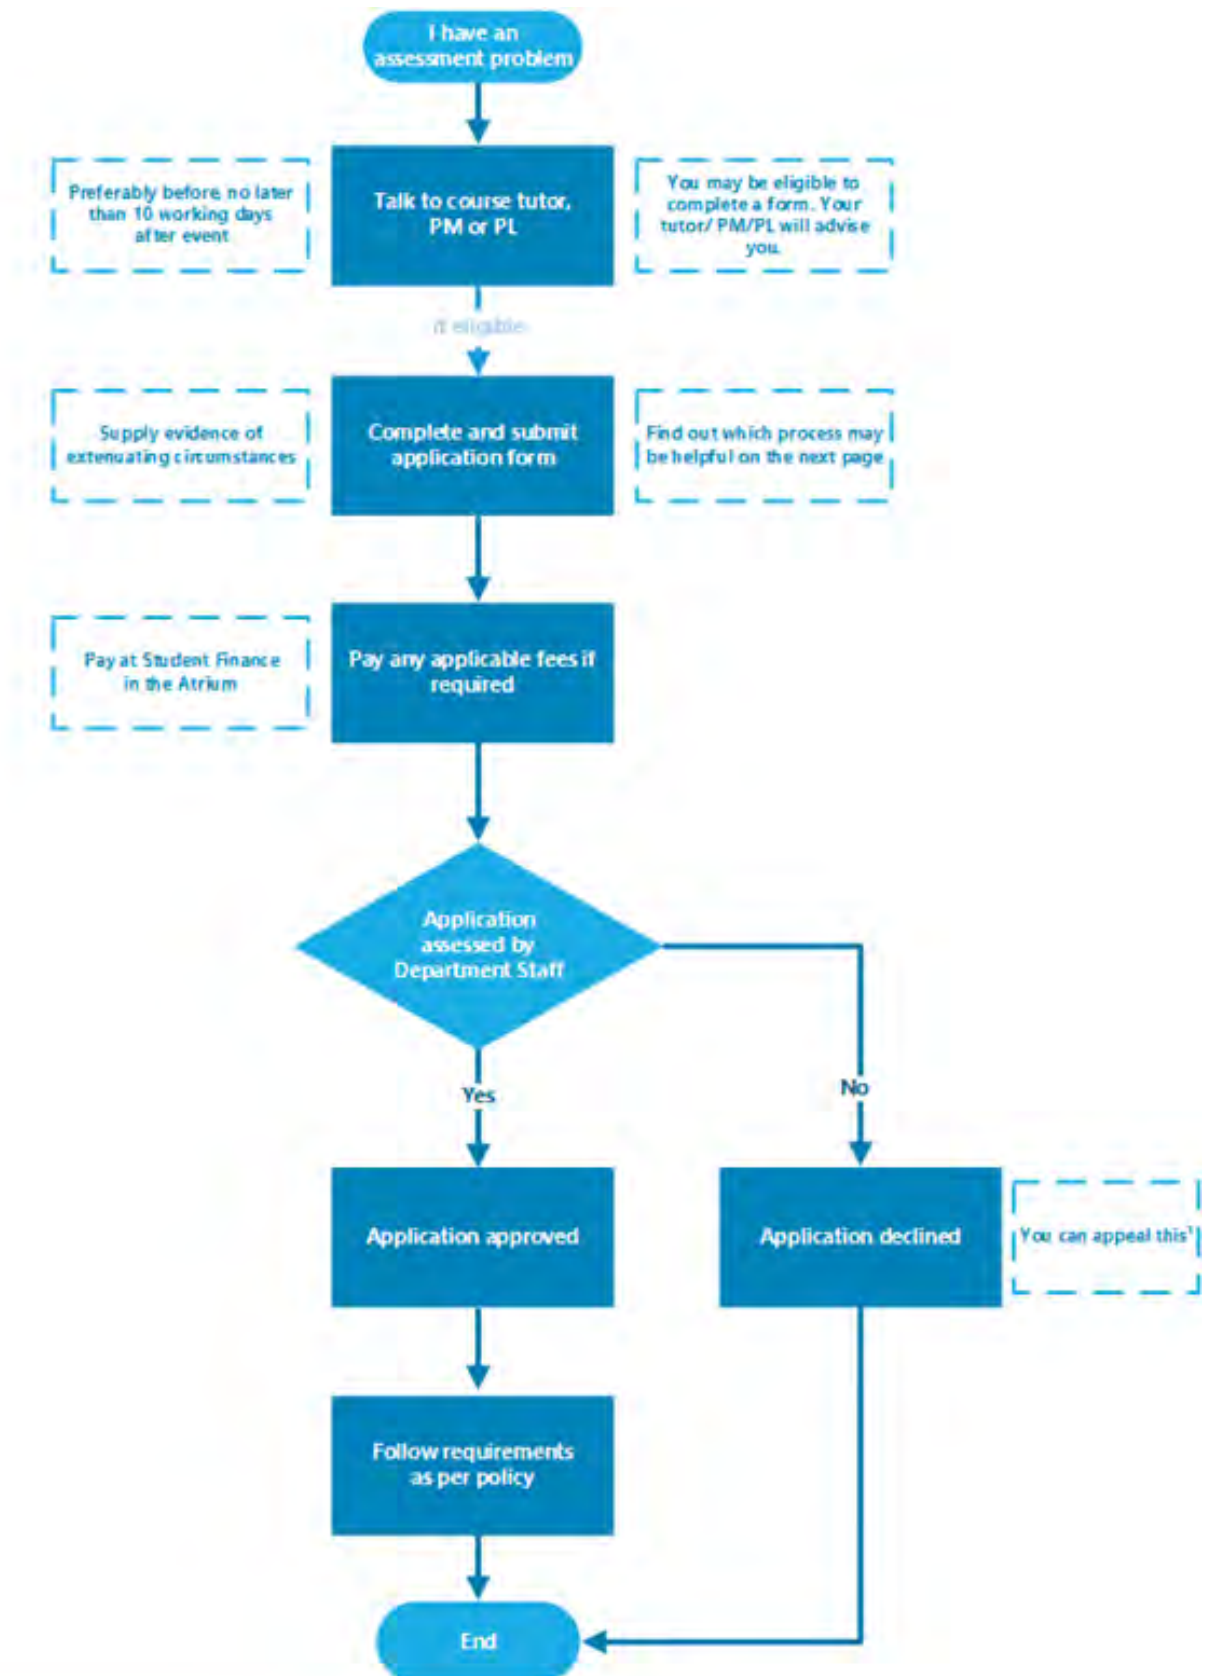 I have an
assessment problem
Preferably before, no later
than 10 working days
after event
Talk to course tutor,
PM or PL
You may be eligible to
complete a form. Your
tutor/ PM/PL will advise
you.
if eligible
Supply evidence of
extenuating circumstances
Complete and submit
application form
Find out which process may
be helpful on the next page
Pay at Student Finance
in the Atrium
Pay any applicable fees if
required
Application
assessed by
Department Staff
Yes
No
Application approved
Application declined
You can appeal this¹
Follow requirements
as per policy
End